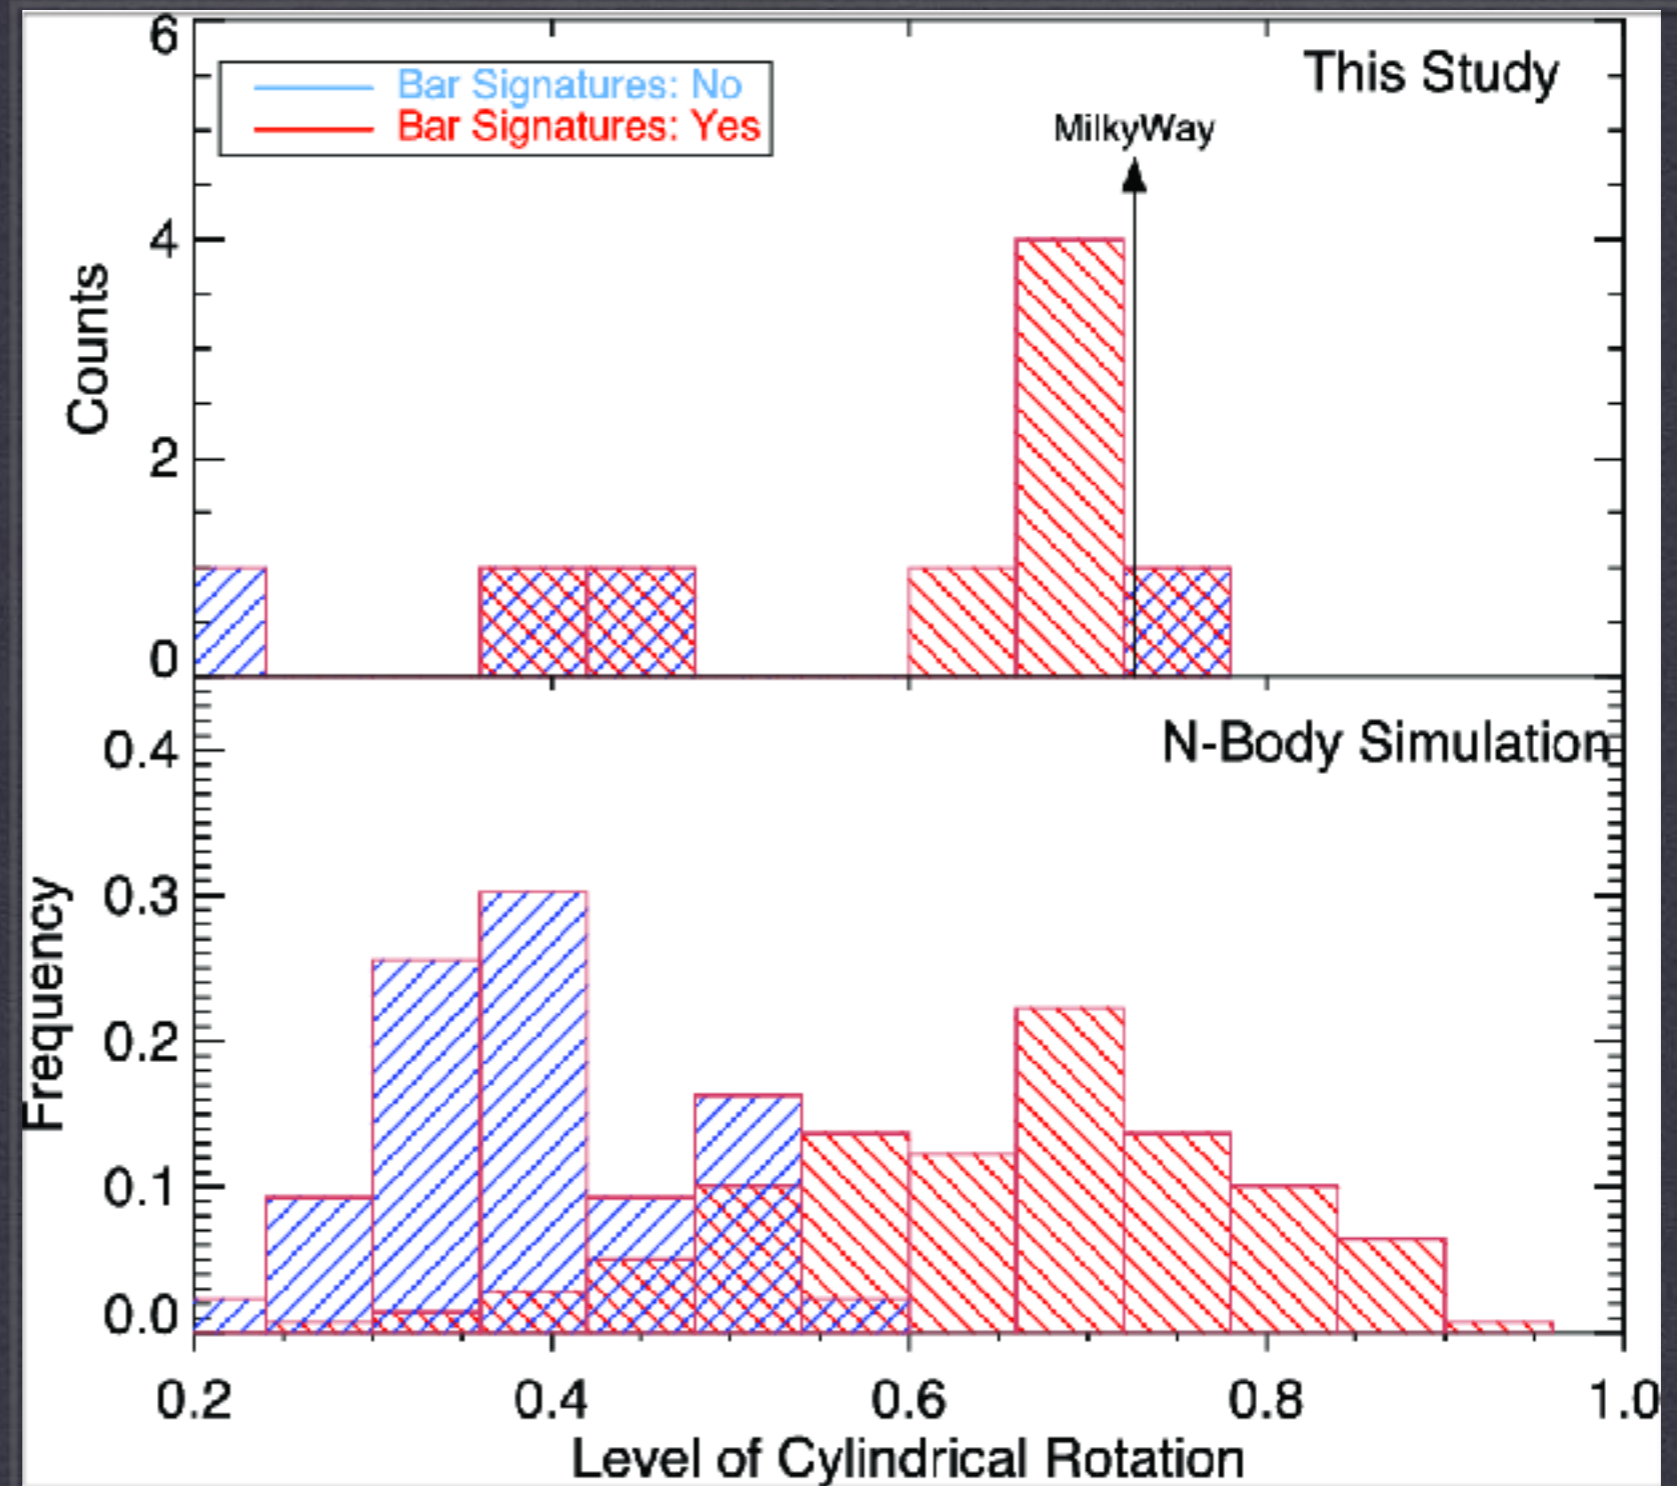 6
This Study
Bar Signatures: No
Bar Signatures: Yes
MilkyWay
4
Counts
2
0
N-Body Simulation
0.4
0.3
Frequency
0.2
0.1
0.0
0.2 0.4 0.6 0.8 1.0
Level of Cylindrical Rotation